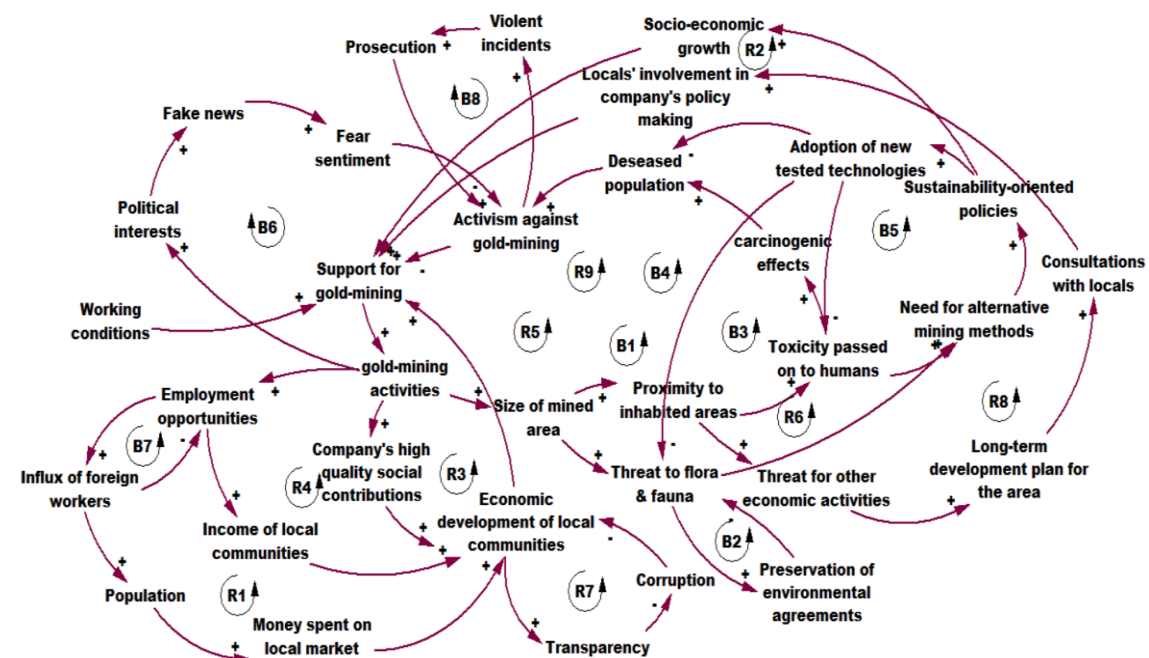 Violent
incidents
Prosecution
+
+
B8
Socio-economic
growth
R2
+
Locals' involvement in
company's policy
making
+
Fake news
+
+
Fear
sentiment
Deseased
population
-
+
Adoption of new
tested technologies
+
Sustainability-oriented
policies
+
-
+
+
Activism against
gold-mining
Political
interests
+
B6
carcinogenic
effects
+
-
B5
Consultations
with locals
+
R9
B4
Support for
gold-mining
+
+
-
+
+
Working
conditions
R5
B1
B3
Need for alternative
mining methods
+
+
Toxicity passed
on to humans
+
gold-mining
activities
+
+
+
+
Employment
opportunities
-
B7
Size of mined
area
+
+
Proximity to
inhabited areas
+
R6
R8
Influx of foreign
workers
+
+
+
R4
Company's high
quality social
contributions
+
R3
Threat to flora
& fauna
-
Threat for other
economic activities
+
Long-term
development plan for
the area
Income of local
communities
Economic
development of local
communities
+
+
-
B2
-
+
Preservation of
environmental
agreements
Population
R1
R7
Corruption
-
Money spent on
local market
+
+
Transparency